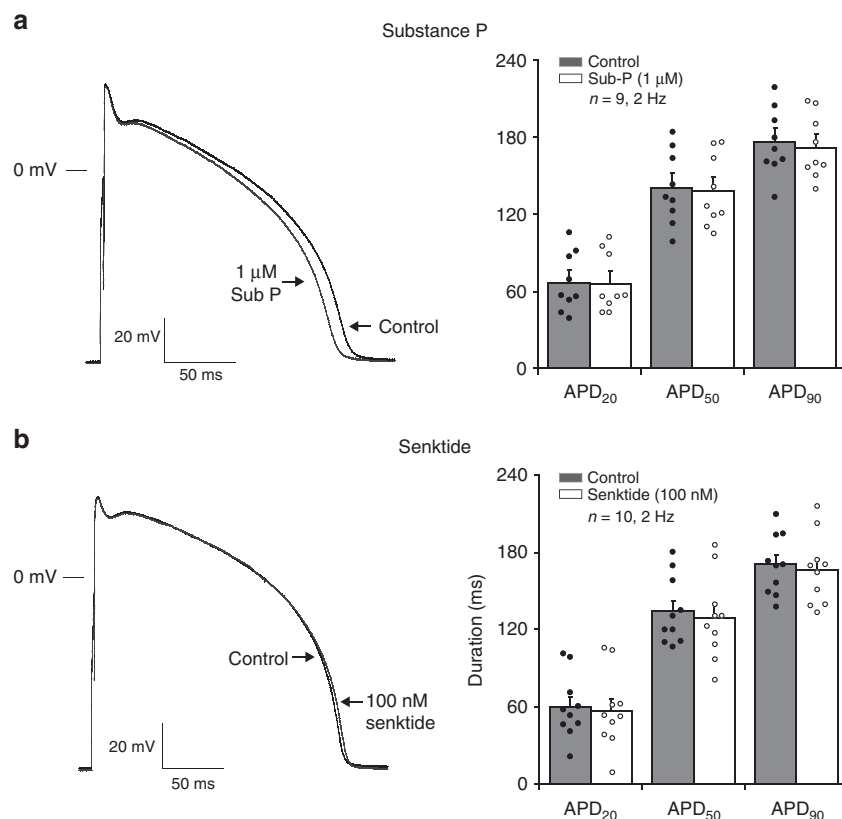 a
Substance P
0 mV
1 μM
Sub P
Control
20 mV
50 ms
240
180
120
60
0
Control
Sub-P (1 μM)
n = 9, 2 Hz
APD20
APD50
APD90
b
Senktide
0 mV
Control
100 nM
senktide
20 mV
50 ms
Duration (ms)
240
180
120
60
0
Control
Senktide (100 nM)
n = 10, 2 Hz
APD20
APD50
APD90